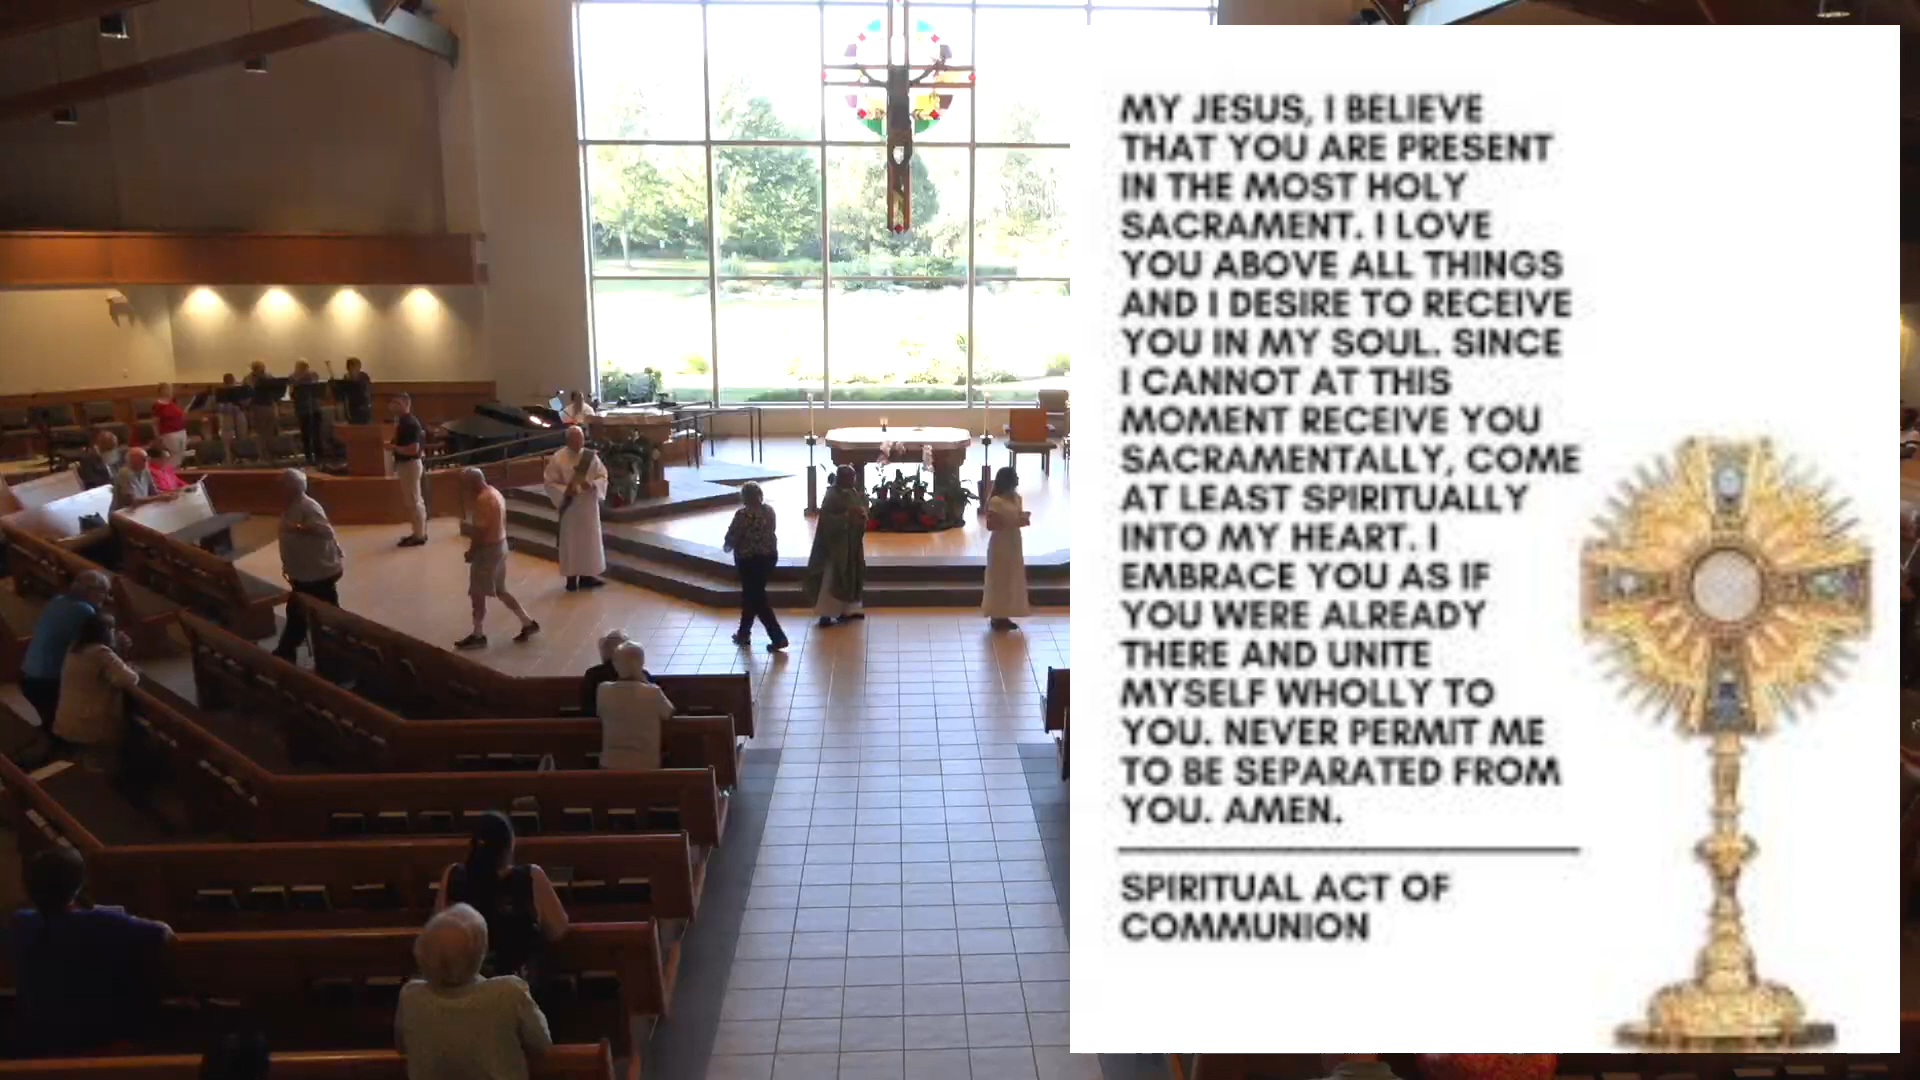 MY JESUS, I BELIEVE
THAT YOU ARE PRESENT
IN THE MOST HOLY
SACRAMENT. I LOVE
YOU ABOVE ALL THINGS
AND I DESIRE TO RECEIVE
YOU IN MY SOUL. SINCE
I CANNOT AT THIS
MOMENT RECEIVE YOU
SACRAMENTALLY, COME
AT LEAST SPIRITUALLY
INTO MY HEART. I
EMBRACE YOU AS IF
YOU WERE ALREADY
THERE AND UNITE
MYSELF WHOLLY TO
YOU. NEVER PERMIT ME
TO BE SEPARATED FROM
YOU. AMEN.
SPIRITUAL ACT OF
COMMUNION